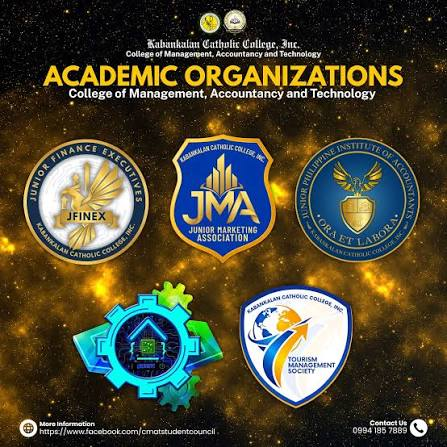 Kabankalan Catholic College, Inc.
College of Management, Accountancy and Technology
ACADEMIC ORGANIZATIONS
College of Management, Accountancy and Technology
JUNIOR FINANCE EXECUTIVES
JFINEX
KABANKALAN CATHOLIC COLLEGE, INC.
KABANKALAN CATHOLIC COLLEGE, INC.
JMA
JUNIOR MARKETING
ASSOCIATION
JUNIOR PHILIPPINE INSTITUTE OF ACCOUNTANTS
ORA ET LABORA
KABANKALAN CATHOLIC COLLEGE, INC.
KABANKALAN CATHOLIC COLLEGE, INC.
TOURISM
MANAGEMENT
SOCIETY
More Information
https://www.facebook.com/cmatstudentcouncil
Contact Us
0994 185 7889